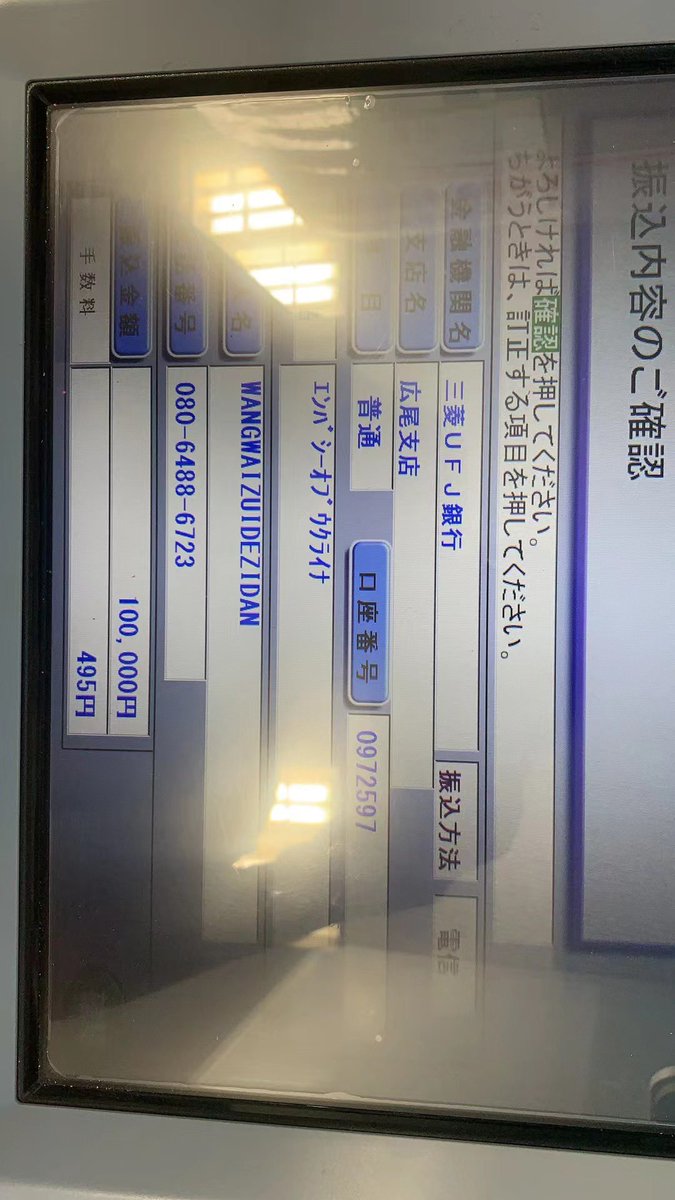 振込内容のご確認
よろしければ確認を押してください。
ちがうときは、訂正する項目を押してください。
金融機関名 三菱UFJ銀行 振込方法 電信
支店名 広尾支店
目 普通 口座番号 0972597
エンバシーオブウクライナ
名 WANGWAIZUIDEZIDAN
番号 080-6488-6723
振込金額 100,000円
手数料 495円